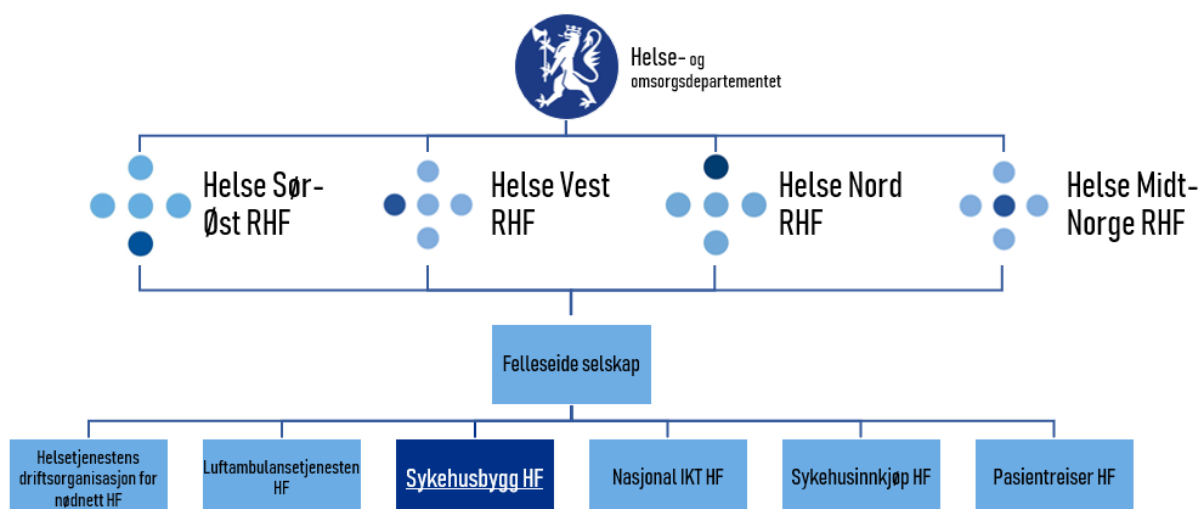 Helse- og
omsorgsdepartementet
Helse Sør-
Øst RHF
Helse Vest
RHF
Helse Nord
RHF
Helse Midt-
Norge RHF
Felleseide selskap
Helsetjenestens
driftsorganisasjon for
nødnett HF
Luftambulansetjenesten
HF
Sykehusbygg HF
Nasjonal IKT HF
Sykehusinnkjøp HF
Pasientreiser HF